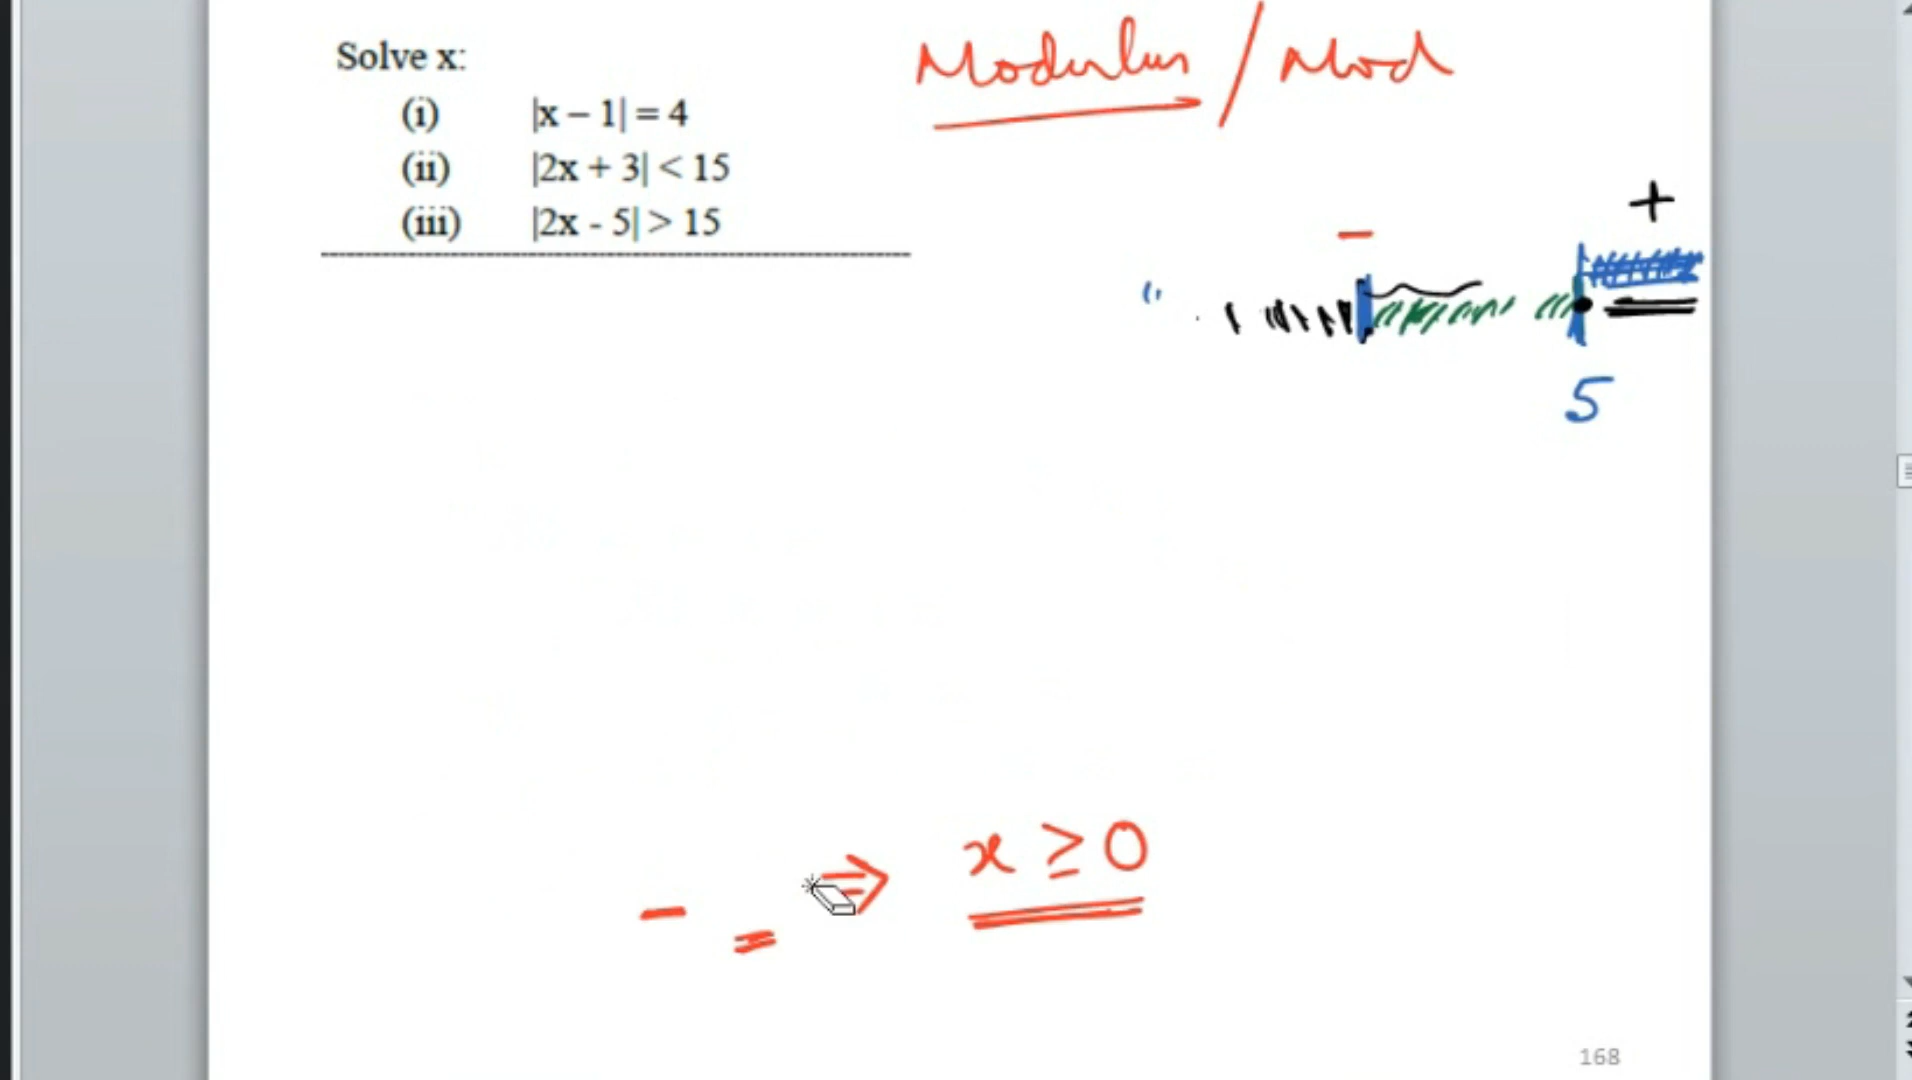 Solve x:
Modulus / Mod
(i) |x – 1| = 4
(ii) |2x + 3| < 15
(iii) |2x - 5| > 15
+
–
5
⇒ x ≥ 0
– =
168